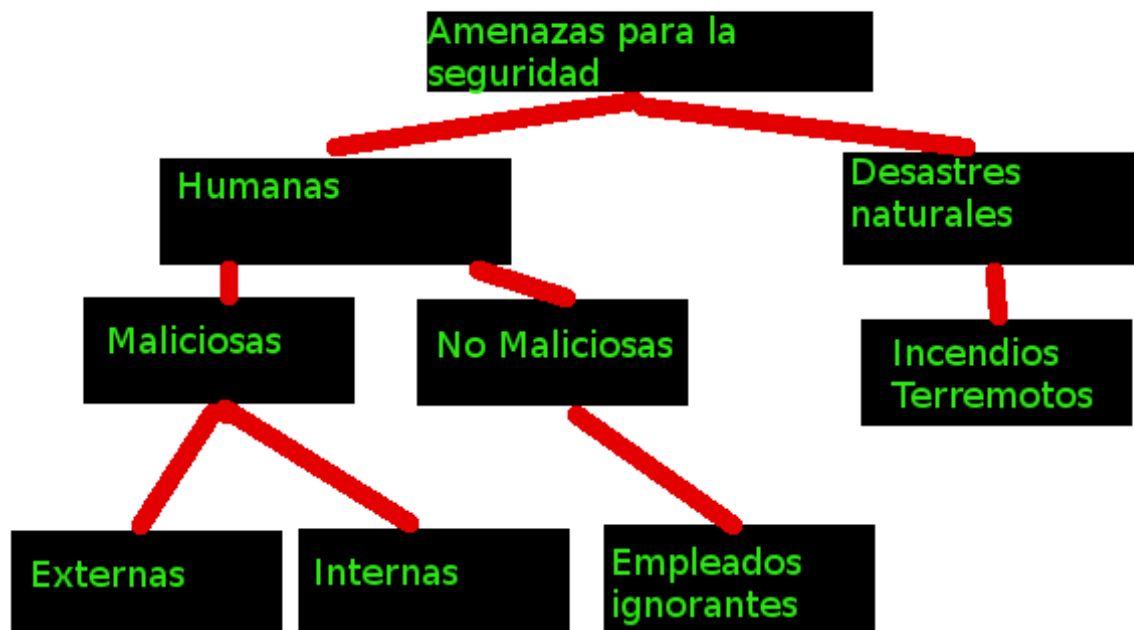 Amenazas para la
seguridad
Humanas
Desastres
naturales
Maliciosas
No Maliciosas
Incendios
Terremotos
Externas
Internas
Empleados
ignorantes